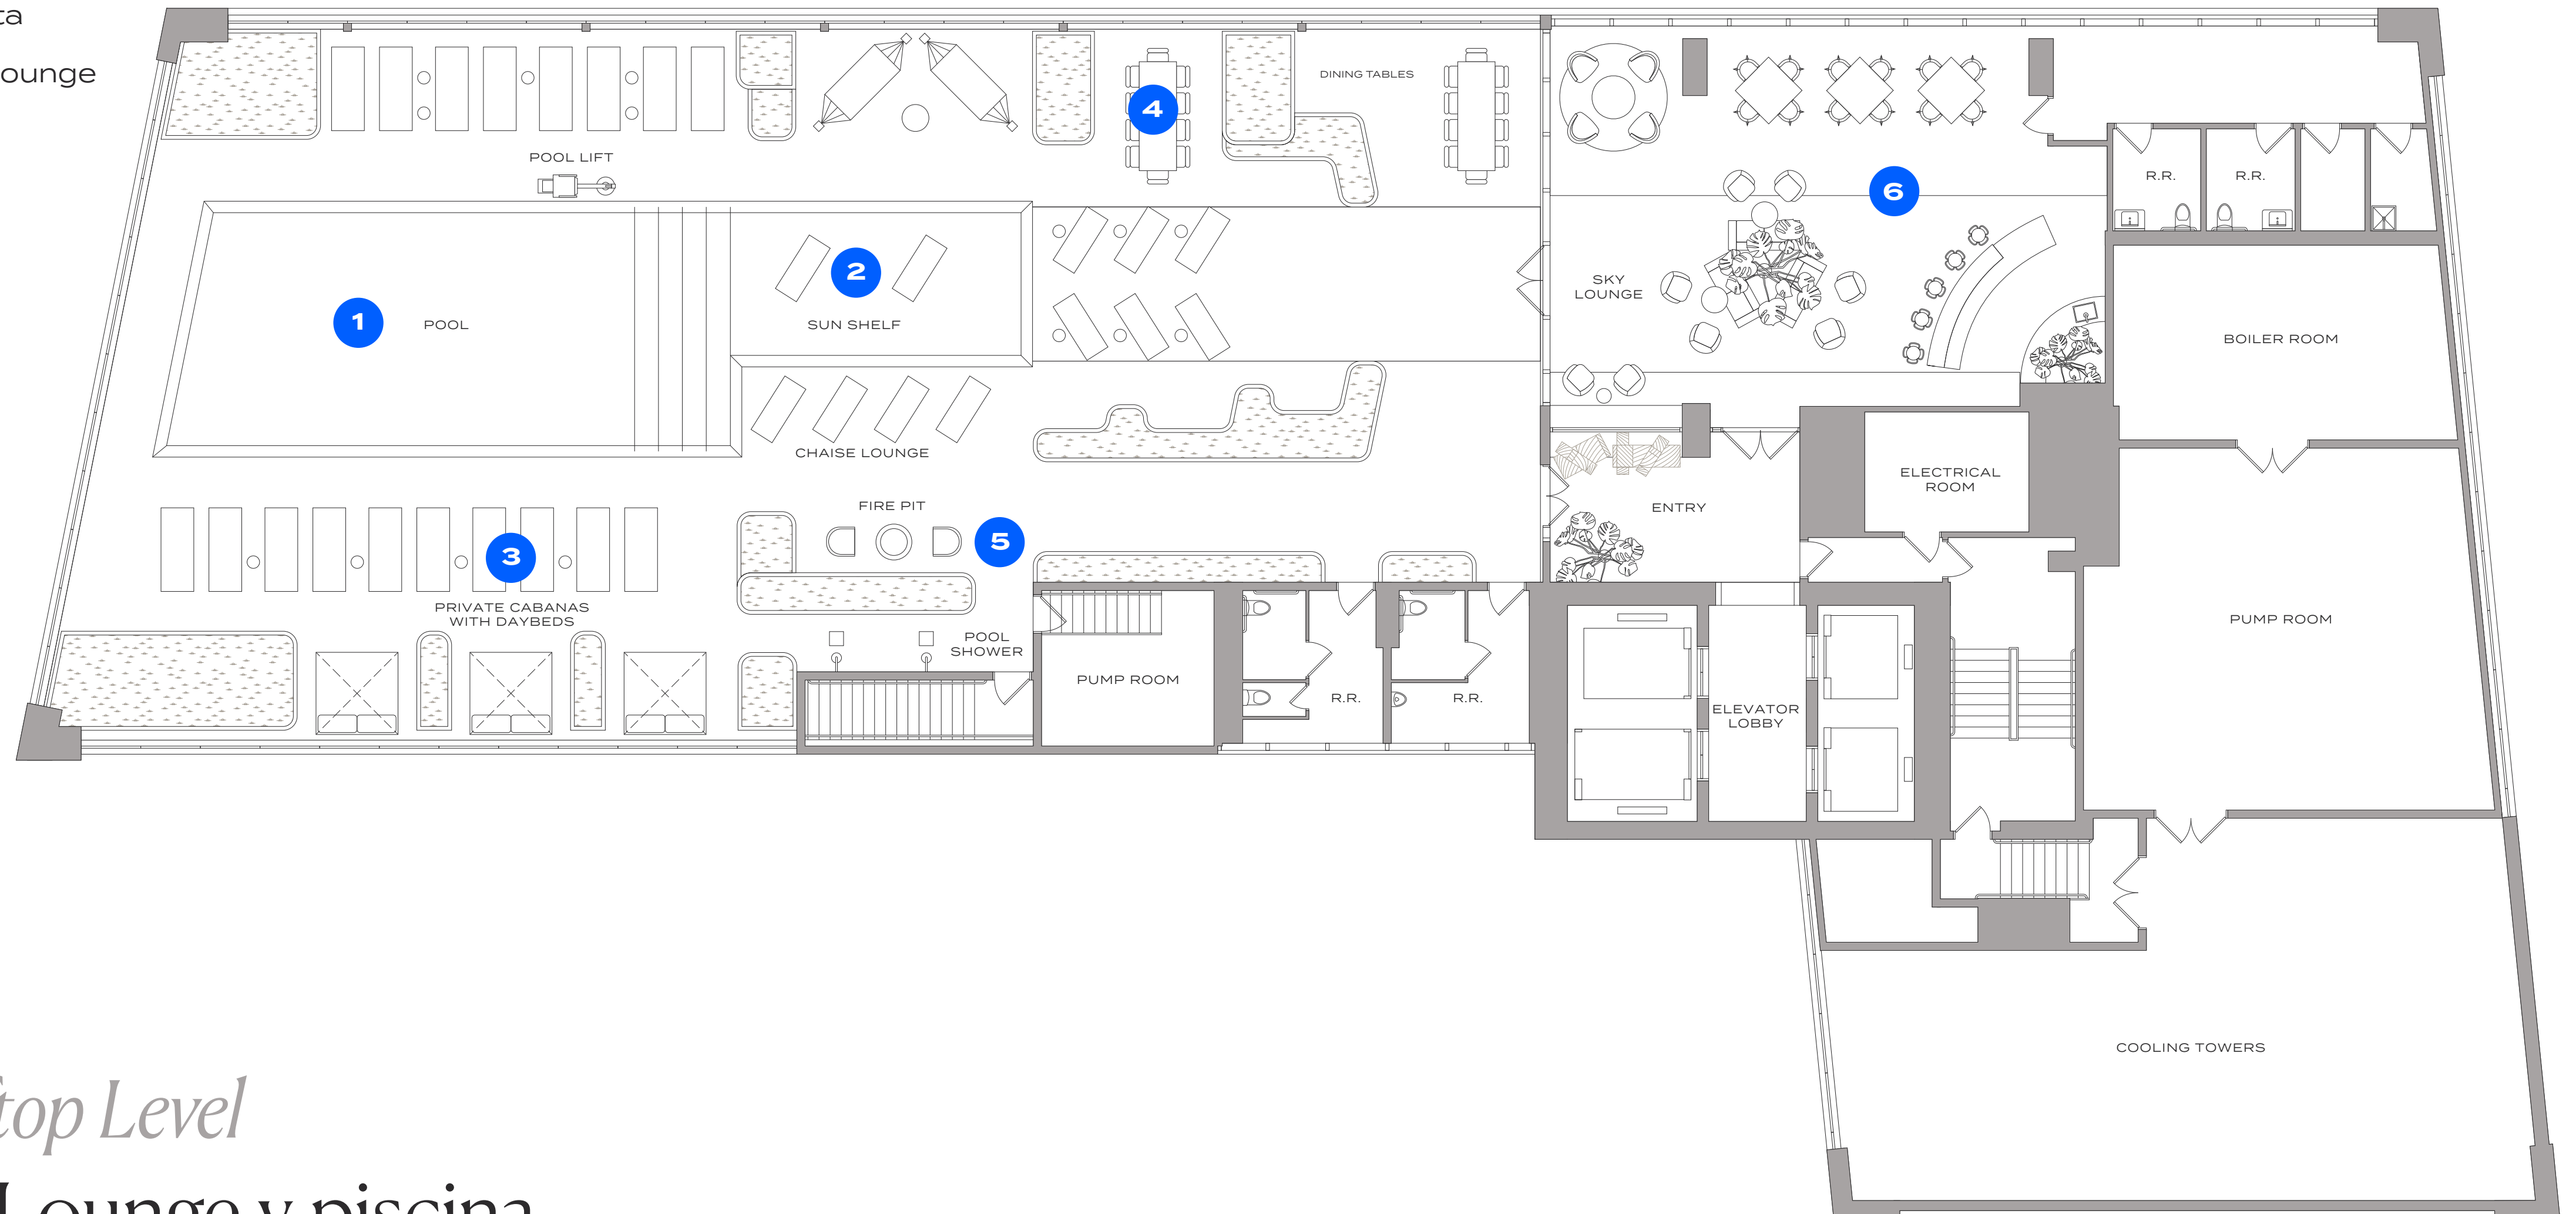 ounge
DINING TABLES
4
POOL LIFT
R.R.
R.R.
6
2
SKY
LOUNGE
1
POOL
SUN SHELF
BOILER ROOM
CHAISE LOUNGE
ELECTRICAL
ROOM
FIRE PIT
ENTRY
5
3
PRIVATE CABANAS
WITH DAYBEDS
PUMP ROOM
POOL
SHOWER
PUMP ROOM
R.R.
R.R.
ELEVATOR
LOBBY
COOLING TOWERS
top Level
Lounge y piscina